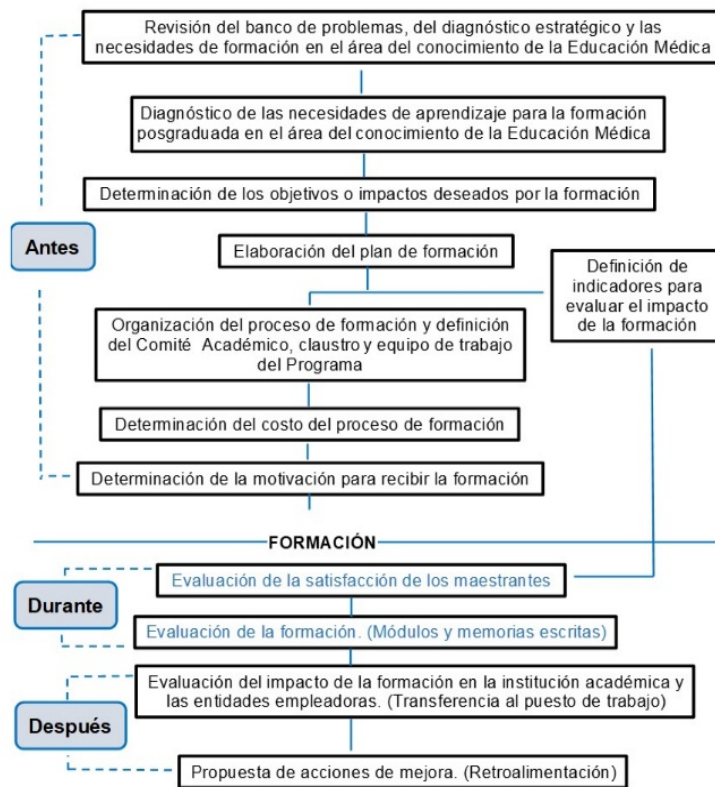 Revisión del banco de problemas, del diagnóstico estratégico y las
necesidades de formación en el área del conocimiento de la Educación Médica
Diagnóstico de las necesidades de aprendizaje para la formación
posgraduada en el área del conocimiento de la Educación Médica
Determinación de los objetivos o impactos deseados por la formación
Antes
Elaboración del plan de formación
Definición de
indicadores para
evaluar el impacto
de la formación
Organización del proceso de formación y definición
del Comité Académico, claustro y equipo de trabajo
del Programa
Determinación del costo del proceso de formación
Determinación de la motivación para recibir la formación
FORMACIÓN
Durante
Evaluación de la satisfacción de los maestrantes
Evaluación de la formación. (Módulos y memorias escritas)
Después
Evaluación del impacto de la formación en la institución académica y
las entidades empleadoras. (Transferencia al puesto de trabajo)
Propuesta de acciones de mejora. (Retroalimentación)